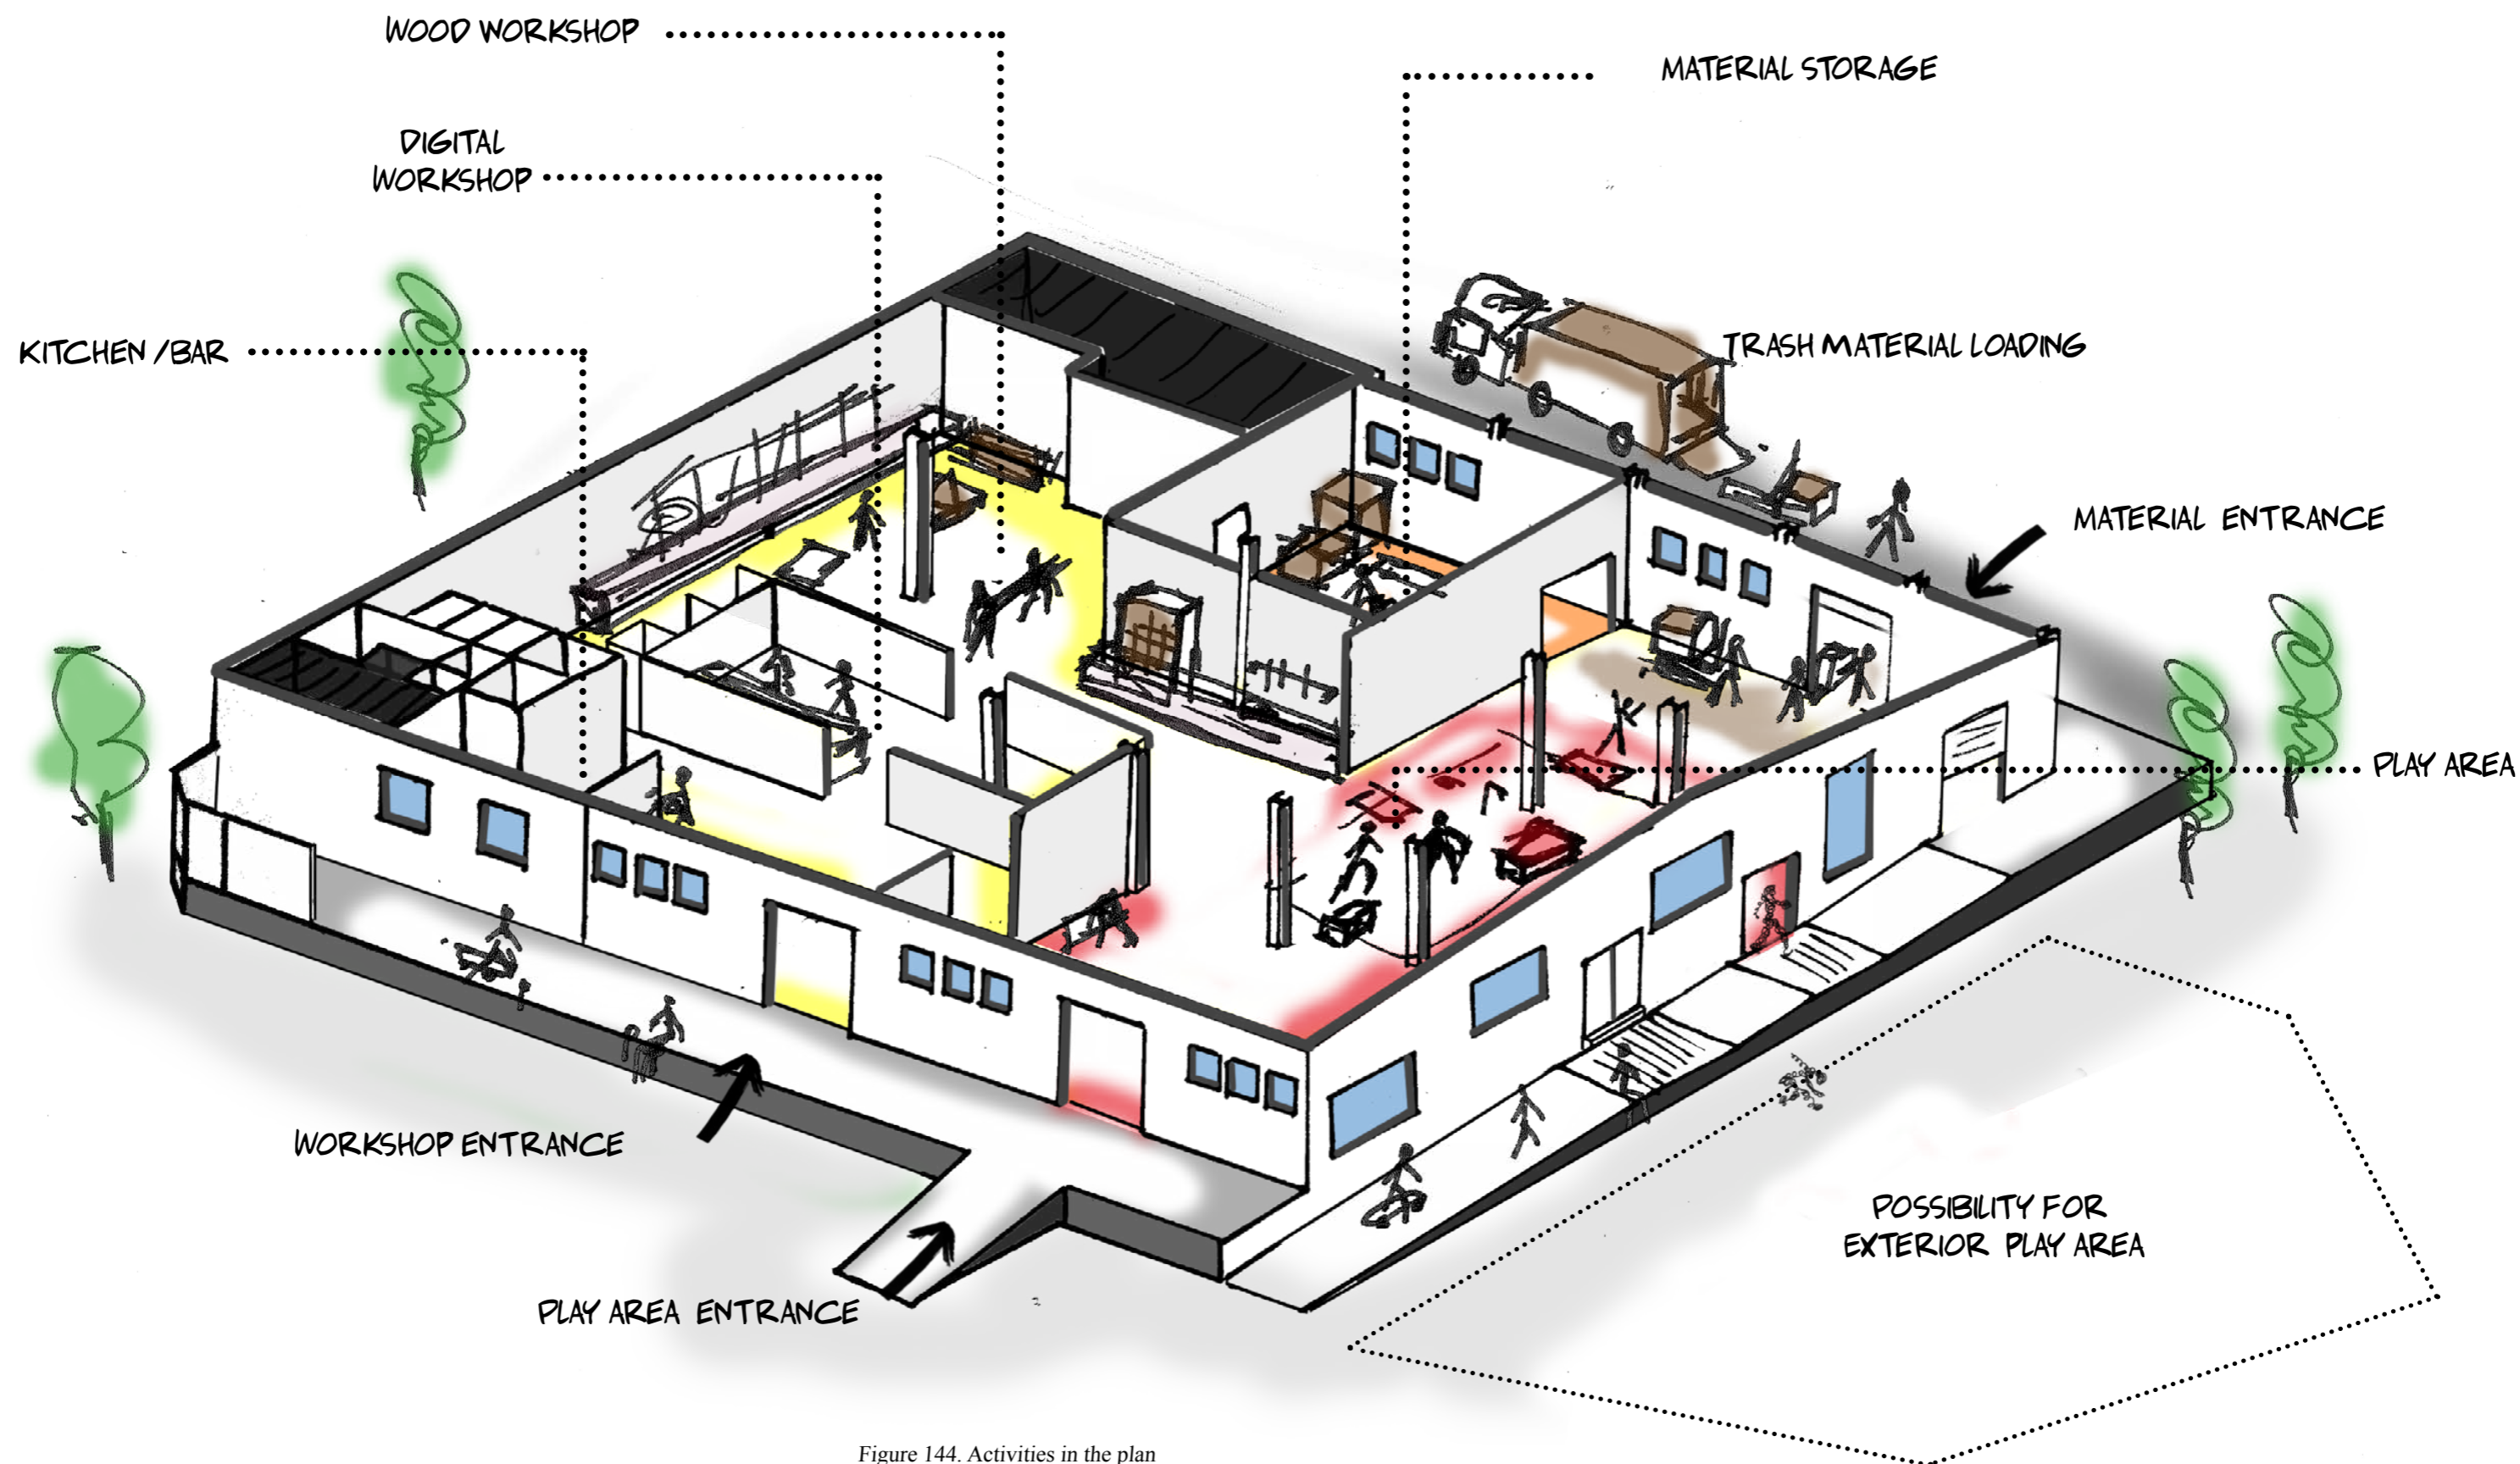 WOOD WORKSHOP
MATERIAL STORAGE
DIGITAL
WORKSHOP
KITCHEN /BAR
TRASH MATERIAL LOADING
MATERIAL ENTRANCE
PLAY AREA
WORKSHOP ENTRANCE
POSSIBILITY FOR
EXTERIOR PLAY AREA
PLAY AREA ENTRANCE
Figure 144. Activities in the plan